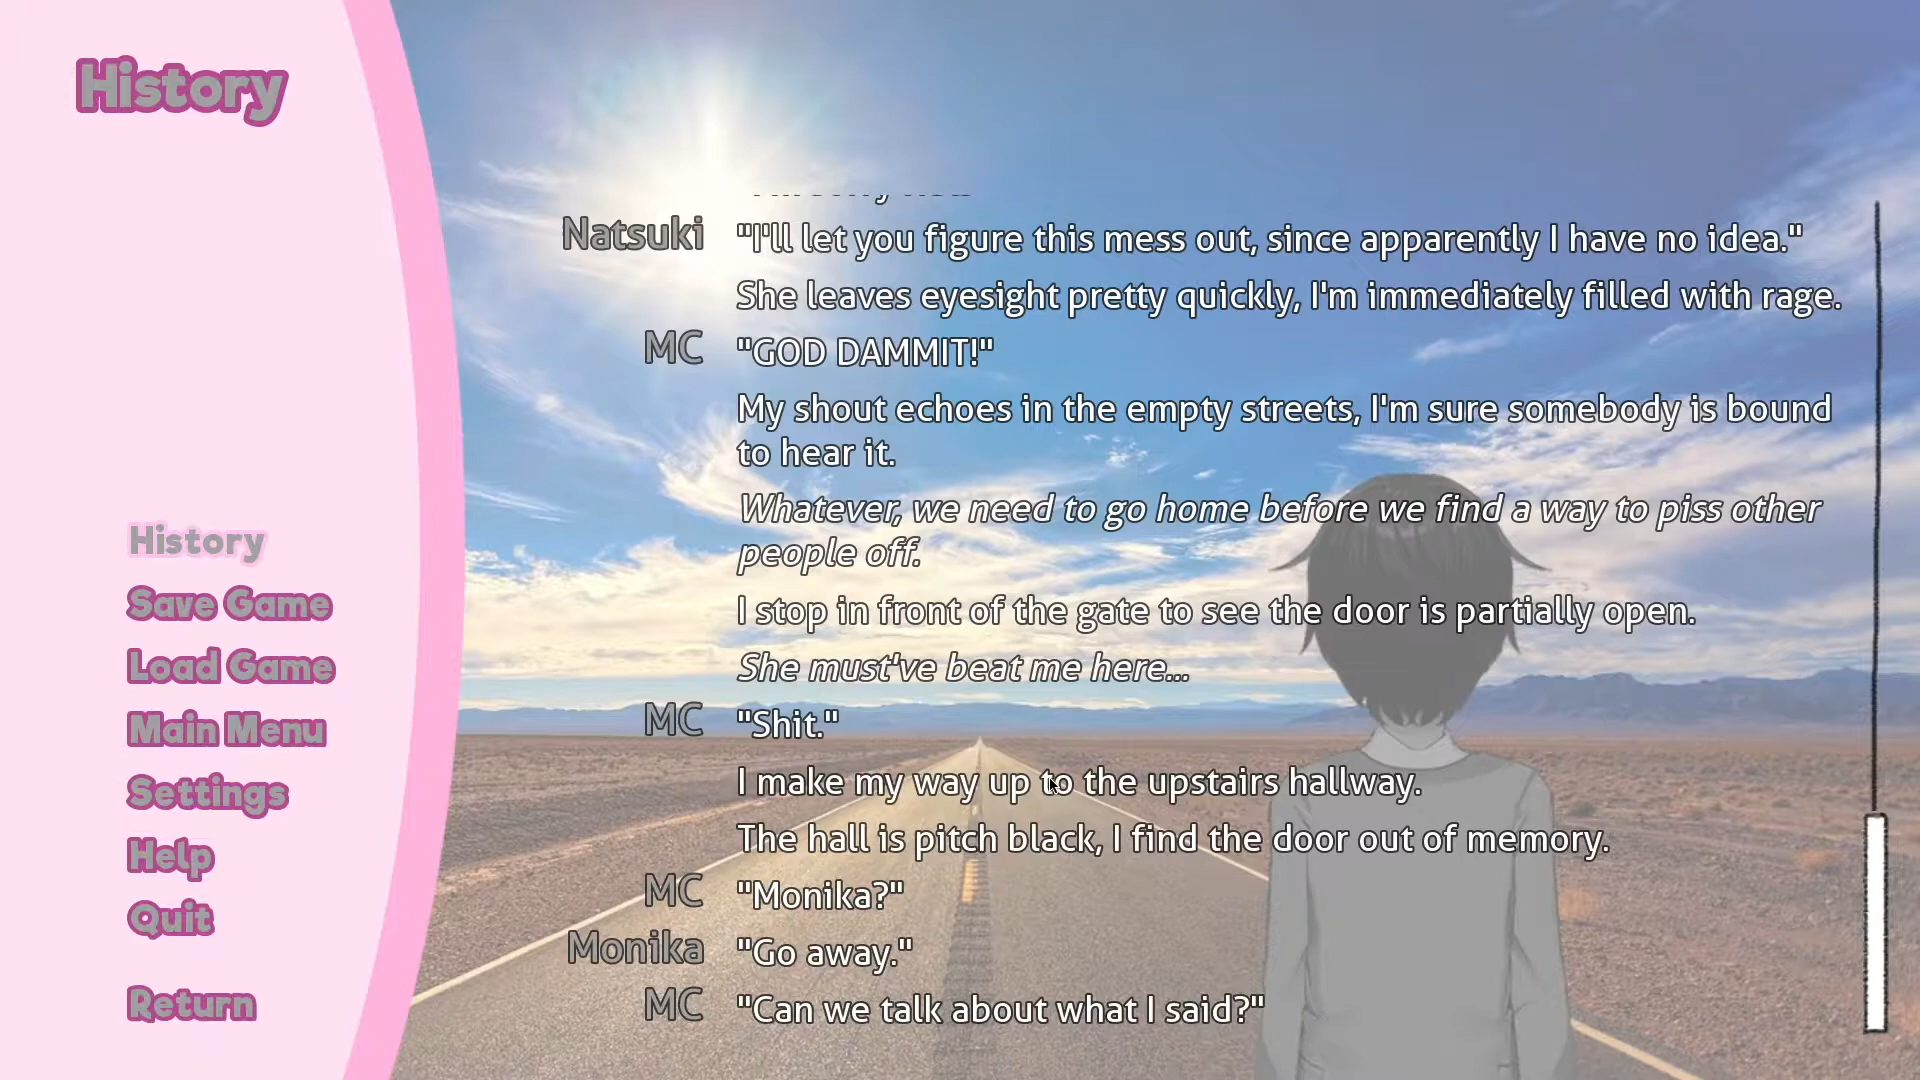 History
Natsuki "I'll let you figure this mess out, since apparently I have no idea."
She leaves eyesight pretty quickly, I'm immediately filled with rage.
MC "GOD DAMMIT!"
My shout echoes in the empty streets, I'm sure somebody is bound
to hear it.
Whatever, we need to go home before we find a way to piss other
people off.
I stop in front of the gate to see the door is partially open.
She must've beat me here...
MC "Shit."
I make my way up to the upstairs hallway.
The hall is pitch black, I find the door out of memory.
MC "Monika?"
Monika "Go away."
MC "Can we talk about what I said?"
History
Save Game
Load Game
Main Menu
Settings
Help
Quit
Return